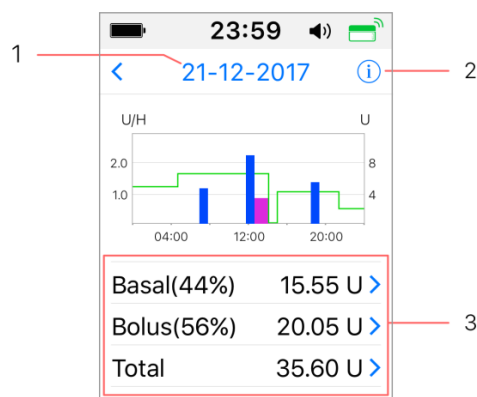 23:59
1
21-12-2017
2
U/H U
2.0 8
1.0 4
04:00 12:00 20:00
Basal(44%) 15.55 U
Bolus(56%) 20.05 U
3
Total 35.60 U